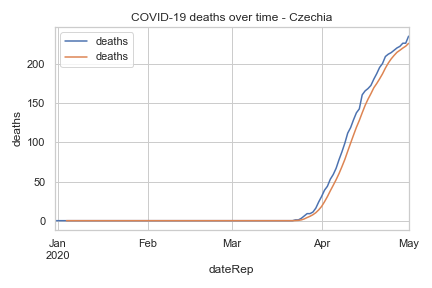 COVID-19 deaths over time - Czechia
deaths
deaths
deaths
200
150
100
50
0
Jan Feb Mar Apr May
2020
dateRep